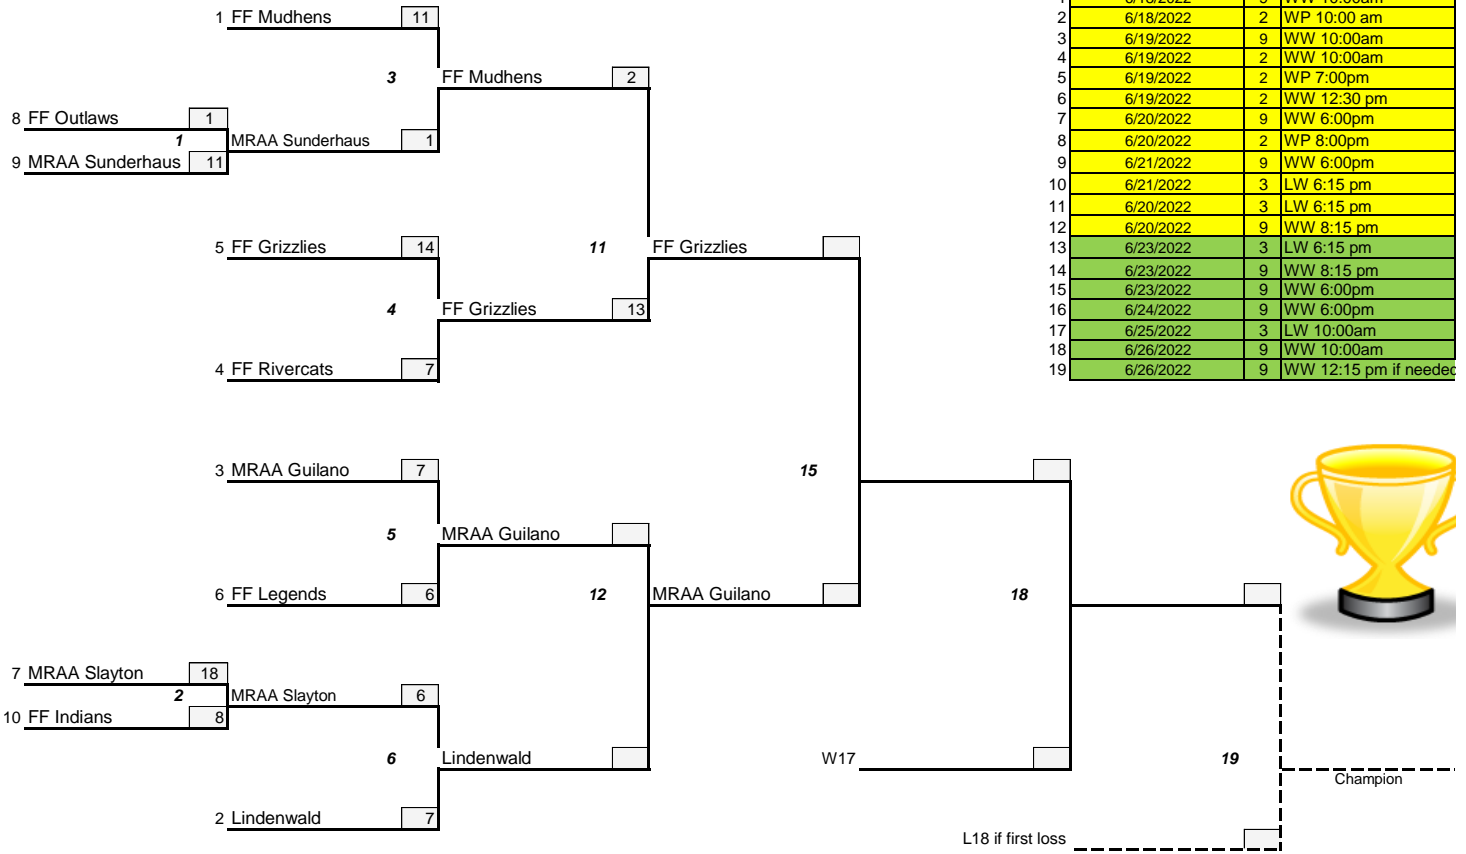 1 FF Mudhens 11
3 FF Mudhens 2
8 FF Outlaws 1
1 MRAA Sunderhaus 1
9 MRAA Sunderhaus 11
5 FF Grizzlies 14
11 FF Grizzlies
4 FF Grizzlies 13
4 FF Rivercats 7
3 MRAA Guilano 7
15
5 MRAA Guilano
6 FF Legends 6
12 MRAA Guilano
18
7 MRAA Slayton 18
2 MRAA Slayton 6
10 FF Indians 8
6 Lindenwald
W17
19
Champion
2 Lindenwald 7
L18 if first loss
2 6/18/2022 2 WP 10:00 am
3 6/19/2022 9 WW 10:00am
4 6/19/2022 2 WW 10:00am
5 6/19/2022 2 WP 7:00pm
6 6/19/2022 2 WW 12:30 pm
7 6/20/2022 9 WW 6:00pm
8 6/20/2022 2 WP 8:00pm
9 6/21/2022 9 WW 6:00pm
10 6/21/2022 3 LW 6:15 pm
11 6/20/2022 3 LW 6:15 pm
12 6/20/2022 9 WW 8:15 pm
13 6/23/2022 3 LW 6:15 pm
14 6/23/2022 9 WW 8:15 pm
15 6/23/2022 9 WW 6:00pm
16 6/24/2022 9 WW 6:00pm
17 6/25/2022 3 LW 10:00am
18 6/26/2022 9 WW 10:00am
19 6/26/2022 9 WW 12:15 pm if needed